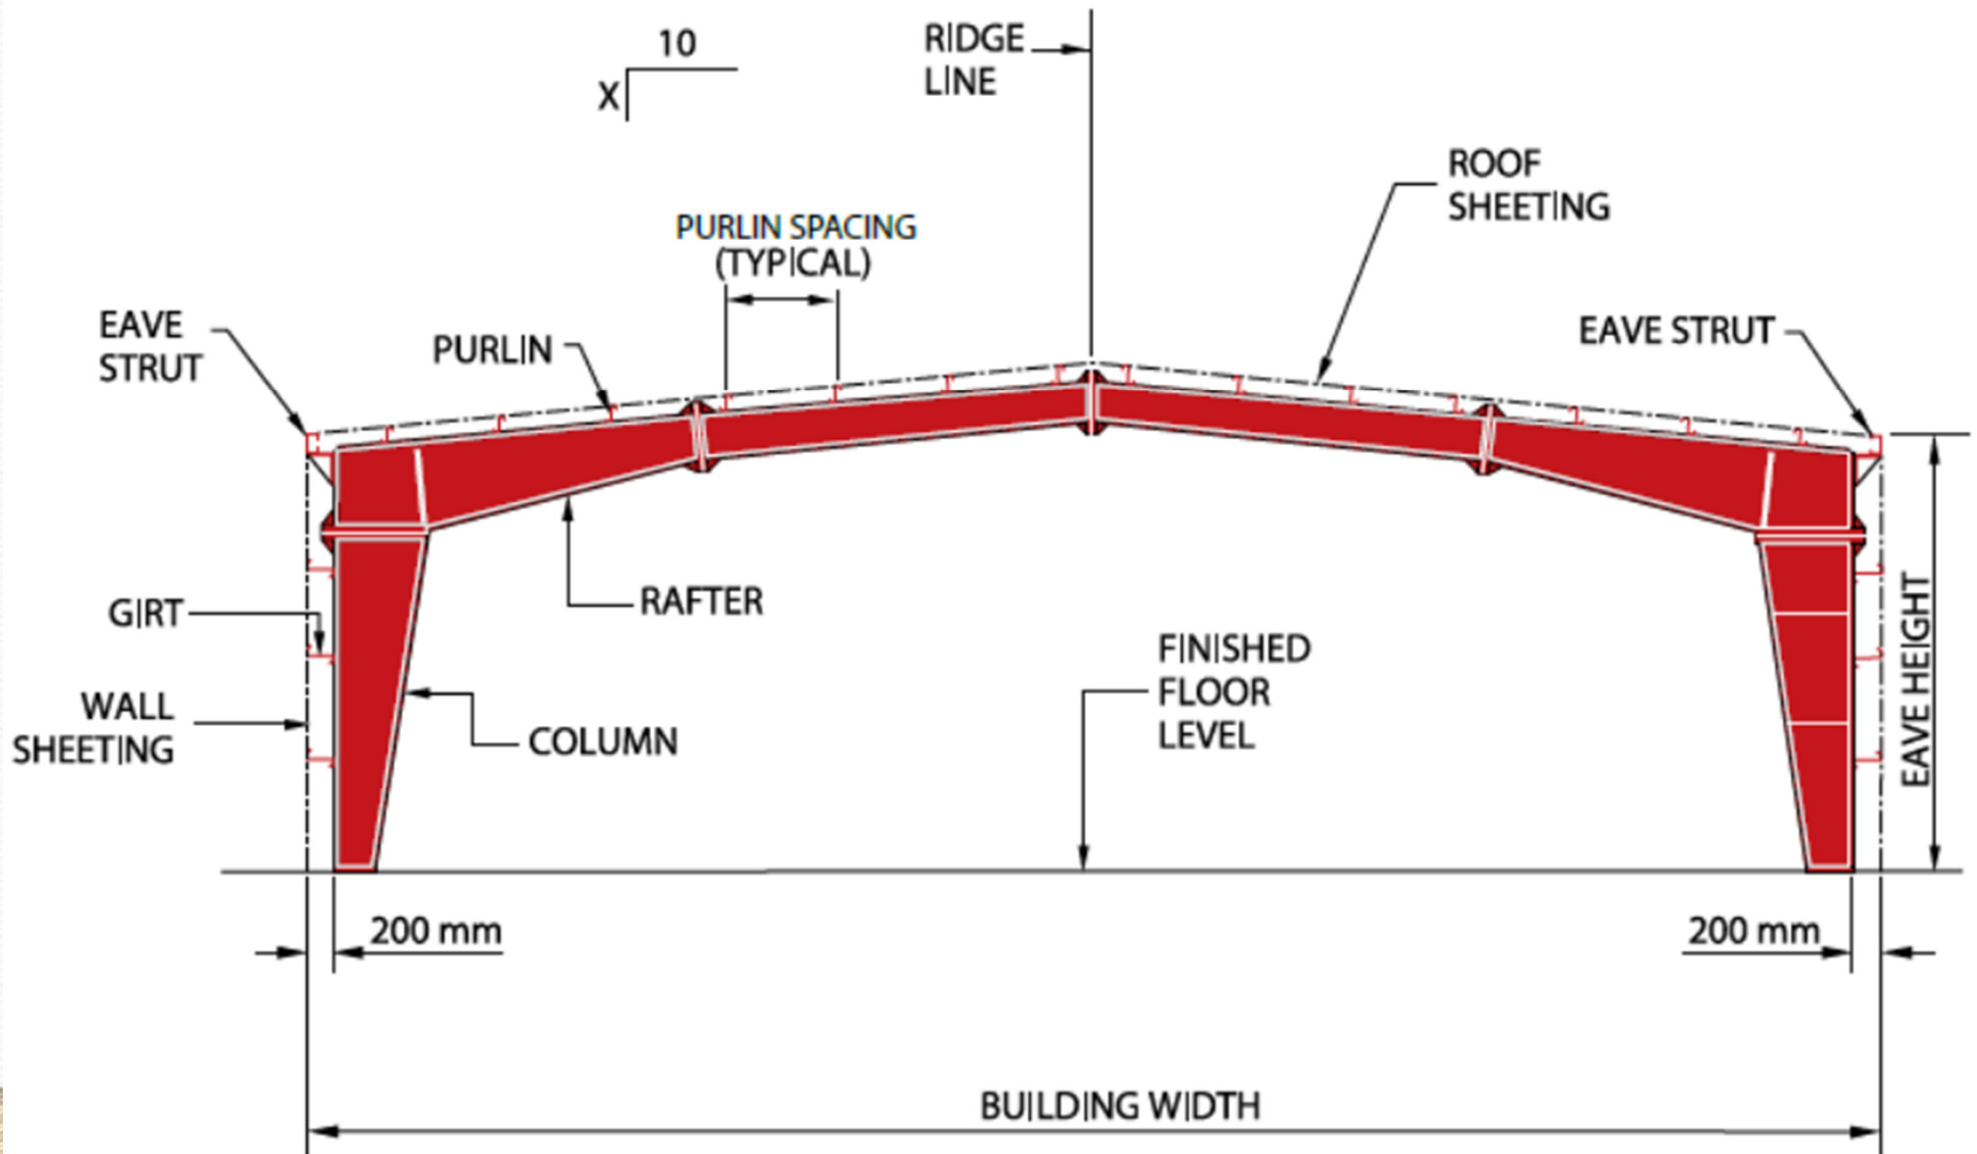 10
X
RIDGE
LINE
ROOF
SHEETING
PURLIN SPACING
(TYPICAL)
EAVE
STRUT
PURLIN
EAVE STRUT
GIRT
RAFTER
WALL
SHEETING
COLUMN
FINISHED
FLOOR
LEVEL
EAVE HEIGHT
200 mm
200 mm
BUILDING WIDTH